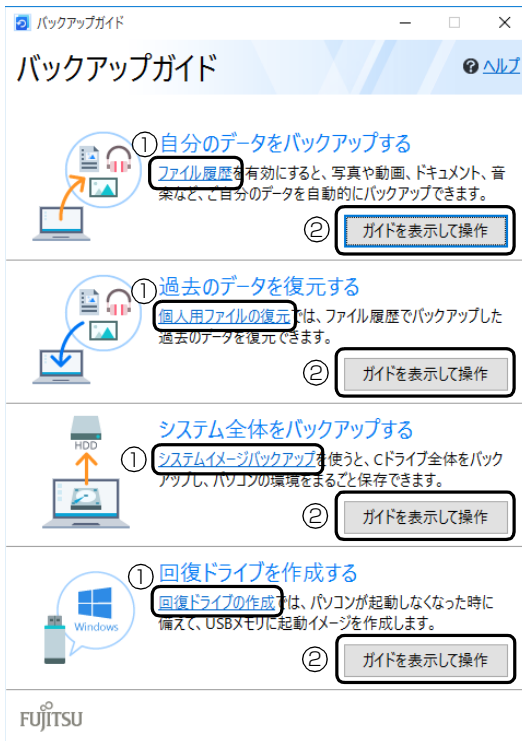 バックアップガイド
バックアップガイド
ヘルプ
① 自分のデータをバックアップする
ファイル履歴を有効にすると、写真や動画、ドキュメント、音
楽など、ご自分のデータを自動的にバックアップできます。
② ガイドを表示して操作
① 過去のデータを復元する
個人用ファイルの復元では、ファイル履歴でバックアップした
過去のデータを復元できます。
② ガイドを表示して操作
HDD
システム全体をバックアップする
① システムイメージバックアップを使うと、Cドライブ全体をバック
アップし、パソコンの環境をまるごと保存できます。
② ガイドを表示して操作
Windows
① 回復ドライブを作成する
回復ドライブの作成では、パソコンが起動しなくなった時に
備えて、USBメモリに起動イメージを作成します。
② ガイドを表示して操作
FUJITSU